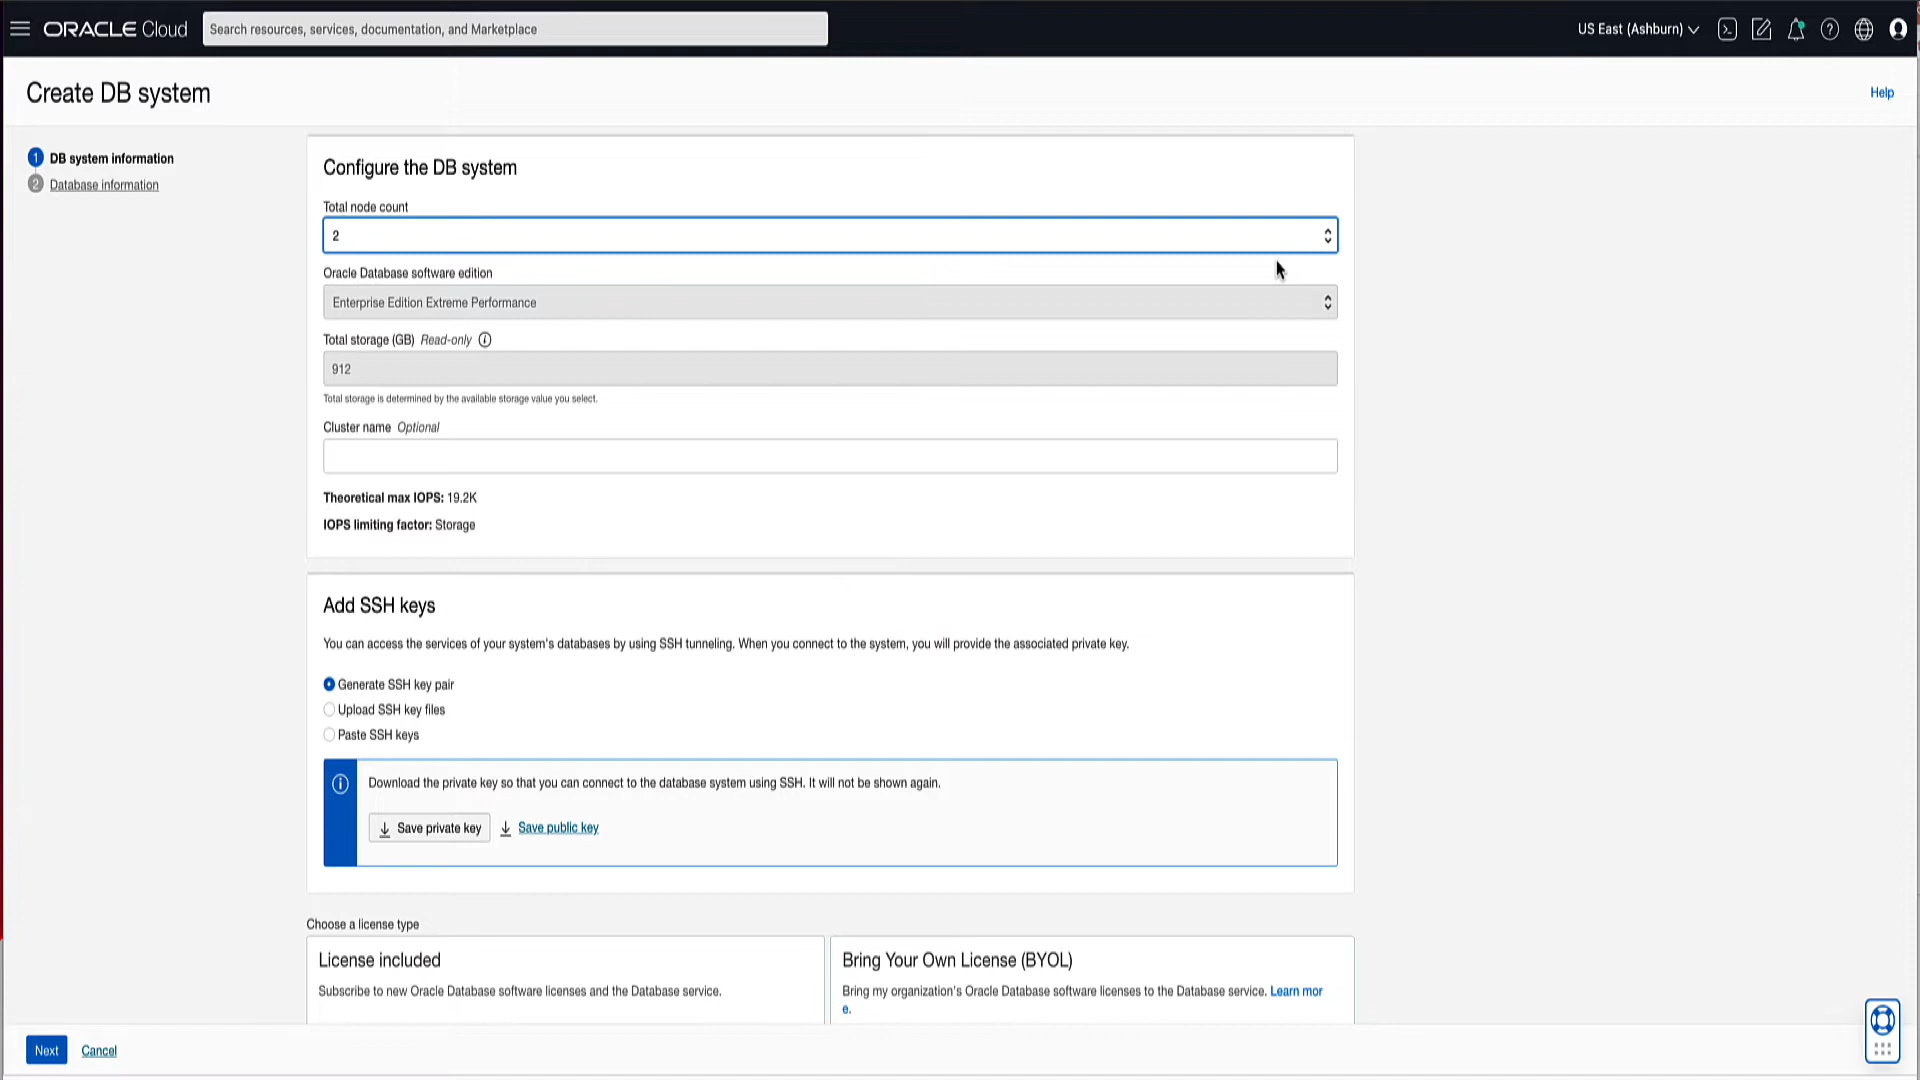 ORACLE Cloud
Search resources, services, documentation, and Marketplace
US East (Ashburn)
Create DB system
Help
1 DB system information
2 Database information
Configure the DB system
Total node count
2
Oracle Database software edition
Enterprise Edition Extreme Performance
Total storage (GB) Read-only
912
Total storage is determined by the available storage value you select.
Cluster name Optional
Theoretical max IOPS: 19.2K
IOPS limiting factor: Storage
Add SSH keys
You can access the services of your system's databases by using SSH tunneling. When you connect to the system, you will provide the associated private key.
Generate SSH key pair
Upload SSH key files
Paste SSH keys
Download the private key so that you can connect to the database system using SSH. It will not be shown again.
Save private key Save public key
Choose a license type
License included
Subscribe to new Oracle Database software licenses and the Database service.
Bring Your Own License (BYOL)
Bring my organization's Oracle Database software licenses to the Database service. Learn mor
e.
Next Cancel